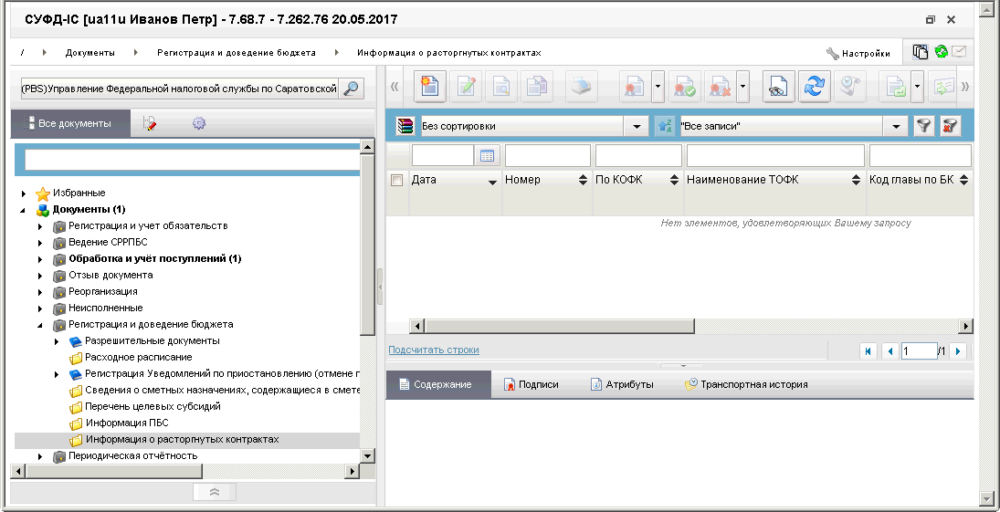 СУФД-IC [ua11u Иванов Петр] - 7.68.7 - 7.262.76 20.05.2017
/ Документы Регистрация и доведение бюджета Информация о расторгнутых контрактах Настройки
(PBS)Управление Федеральной налоговой службы по Саратовской
Все документы
Без сортировки "Все записи"
Дата Номер По КОФК Наименование ТОФК Код главы по БК
Нет элементов, удовлетворяющих Вашему запросу
Избранные
Документы (1)
Регистрация и учет обязательств
Ведение СРРПБС
Обработка и учёт поступлений (1)
Отзыв документа
Реорганизация
Неисполненные
Регистрация и доведение бюджета
Разрешительные документы
Расходное расписание
Регистрация Уведомлений по приостановлению (отмене г
Сведения о сметных назначениях, содержащиеся в смете
Перечень целевых субсидий
Информация ПБС
Информация о расторгнутых контрактах
Периодическая отчётность
Подсчитать строки 1 /1
Содержание Подписи Атрибуты Транспортная история